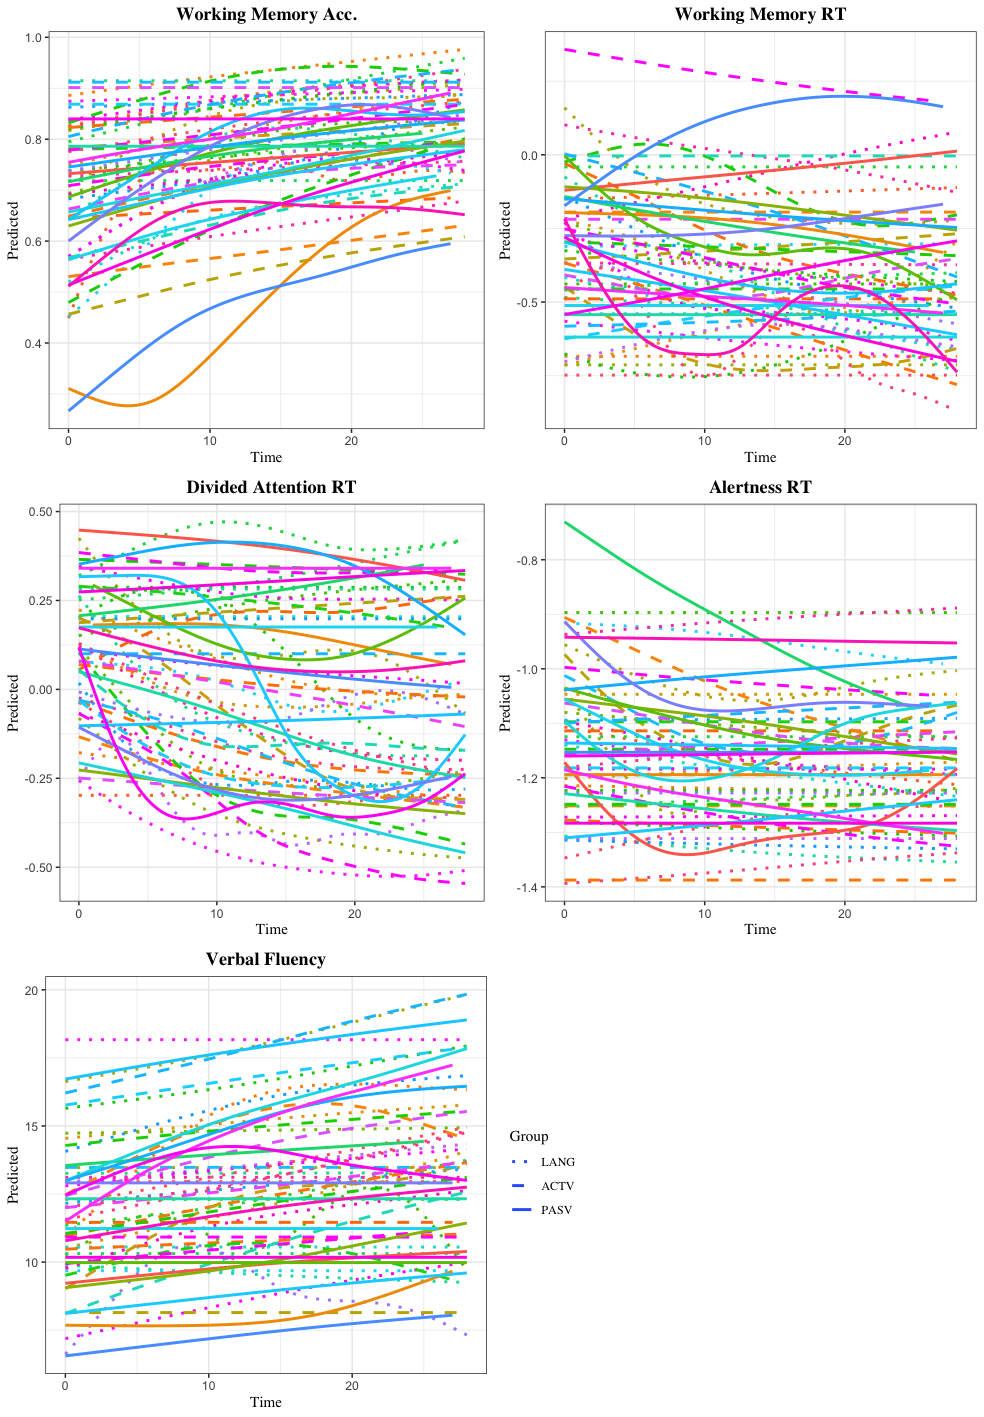 Working Memory Acc.
Predicted
1.0
0.8
0.6
0.4
0
10
20
Time
Working Memory RT
Predicted
0.0
-0.5
0
10
20
Time
Divided Attention RT
Predicted
0.50
0.25
0.00
-0.25
-0.50
0
10
20
Time
Alertness RT
Predicted
-0.8
-1.0
-1.2
-1.4
0
10
20
Time
Verbal Fluency
Predicted
20
15
10
0
10
20
Time
Group
LANG
ACTV
PASV